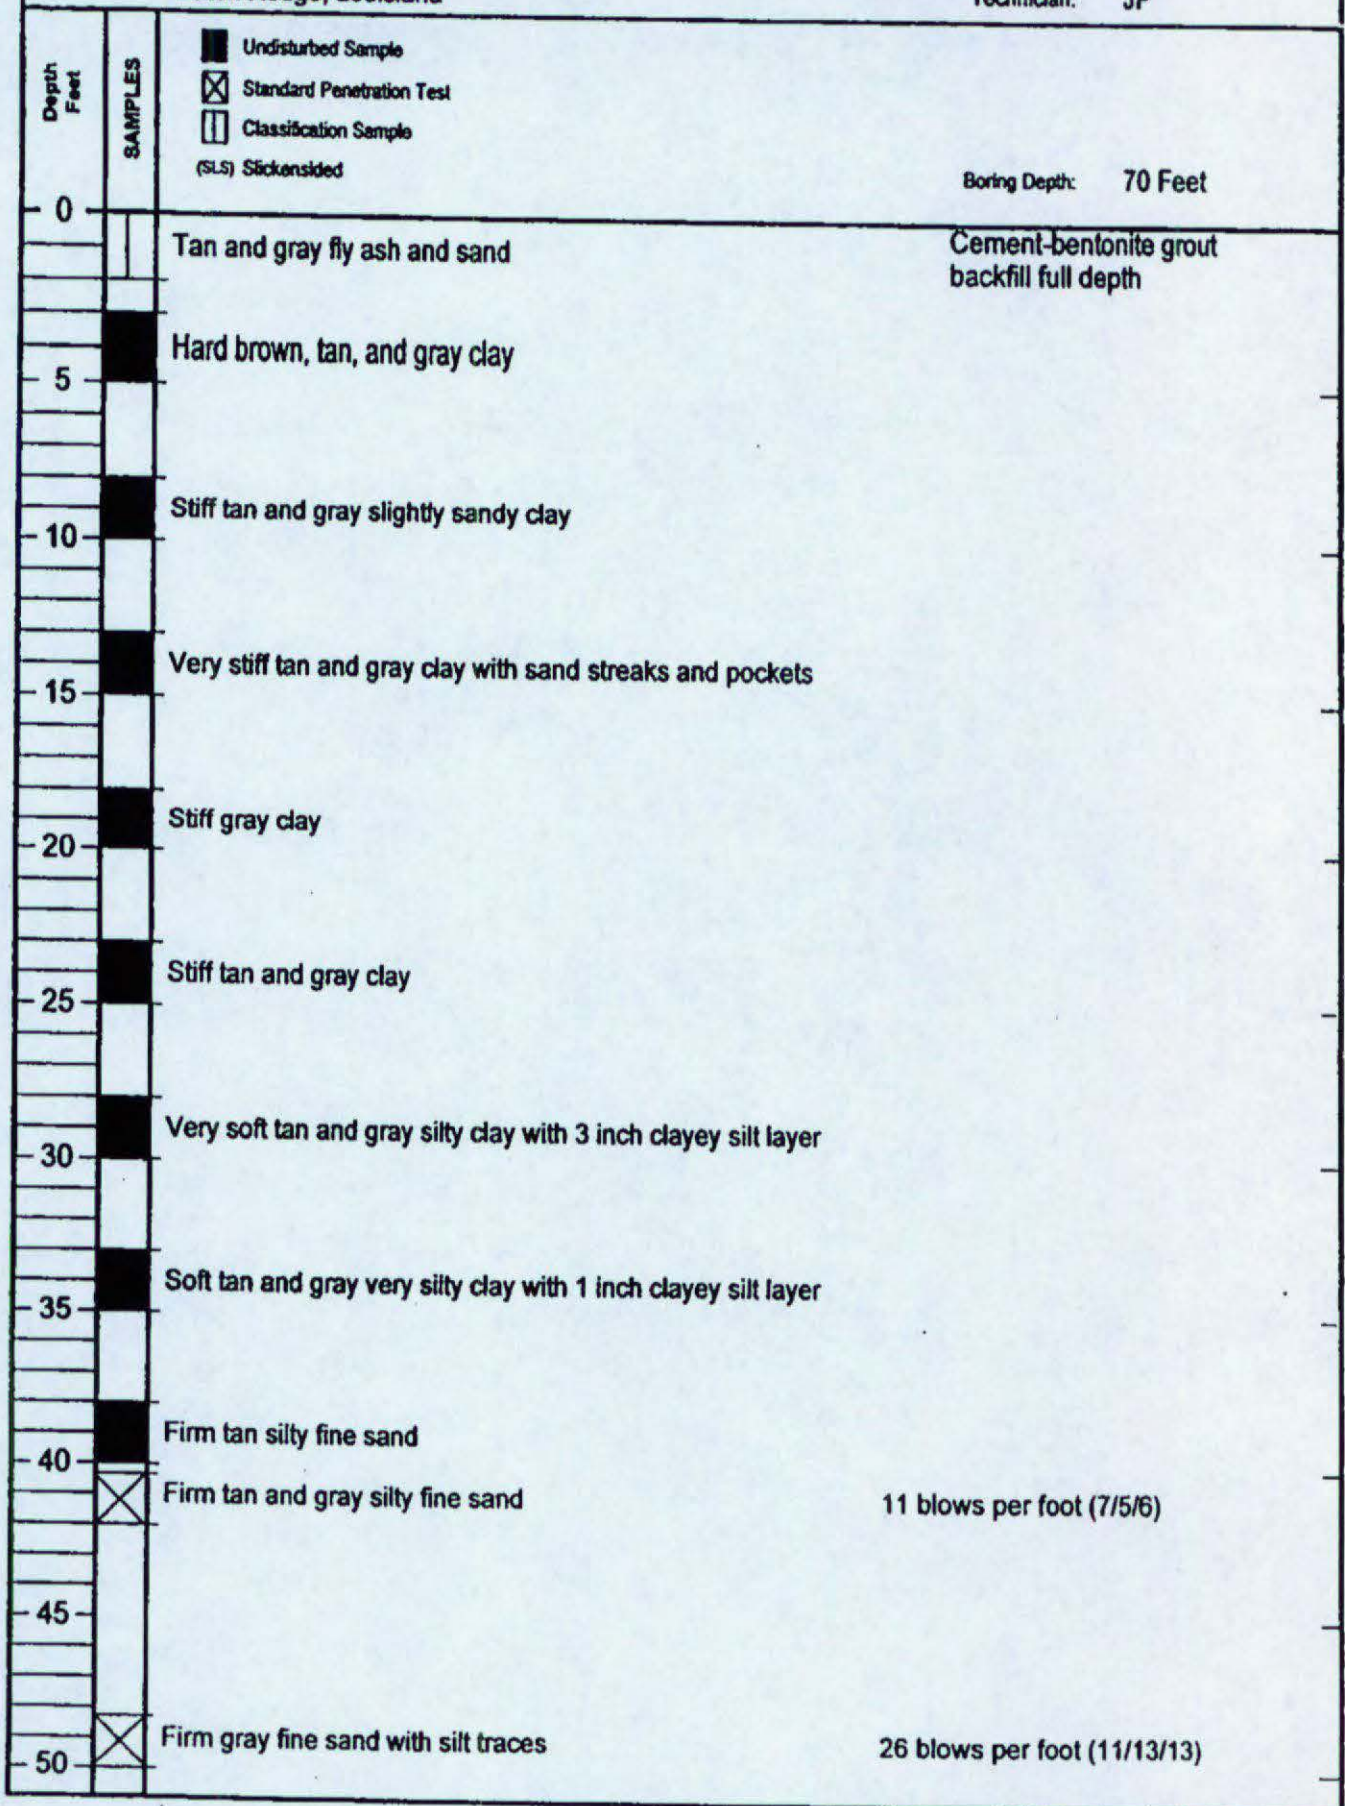 Technician: JP
Depth
Feet
SAMPLES
Undisturbed Sample
Standard Penetration Test
Classification Sample
(SLS) Slickensided
Boring Depth: 70 Feet
0
Tan and gray fly ash and sand
Cement-bentonite grout
backfill full depth
Hard brown, tan, and gray clay
5
Stiff tan and gray slightly sandy clay
10
Very stiff tan and gray clay with sand streaks and pockets
15
Stiff gray clay
20
Stiff tan and gray clay
25
Very soft tan and gray silty clay with 3 inch clayey silt layer
30
Soft tan and gray very silty clay with 1 inch clayey silt layer
35
Firm tan silty fine sand
40
Firm tan and gray silty fine sand 11 blows per foot (7/5/6)
45
Firm gray fine sand with silt traces 26 blows per foot (11/13/13)
50